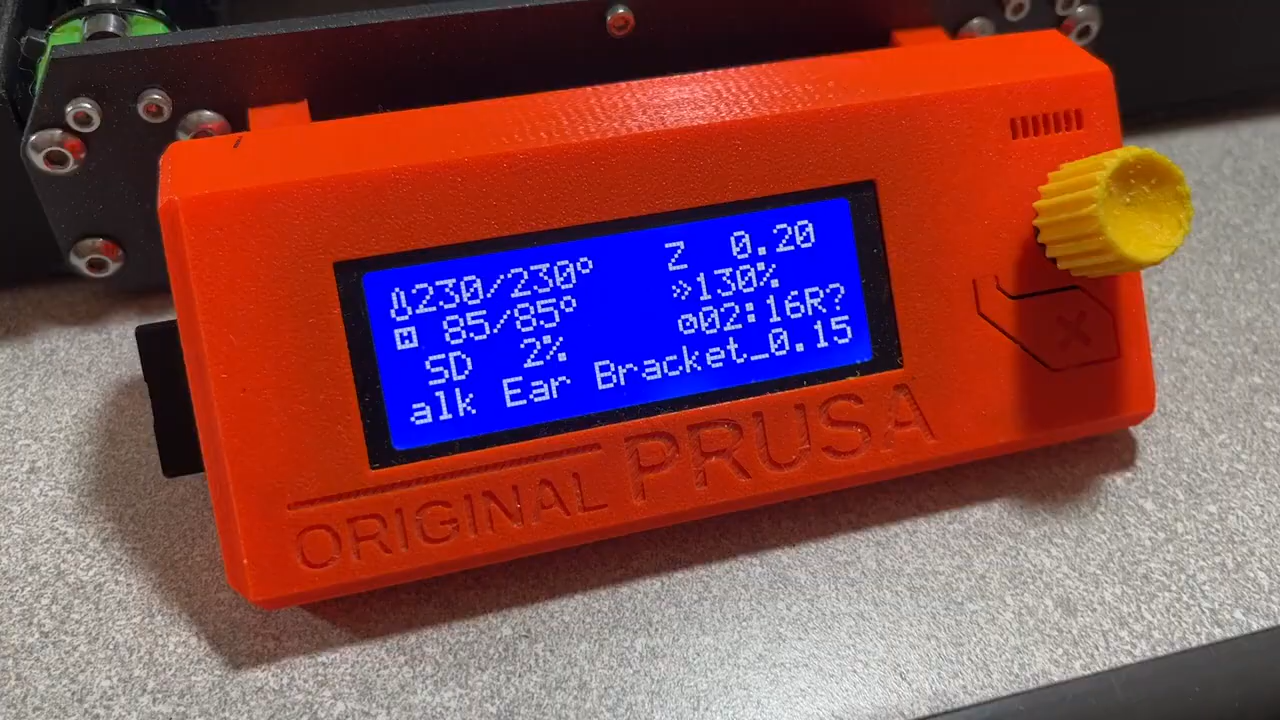 230/230° Z 0.20
85/85° 130%
SD 2% 02:16R?
alk Ear Bracket_0.15
ORIGINAL PRUSA